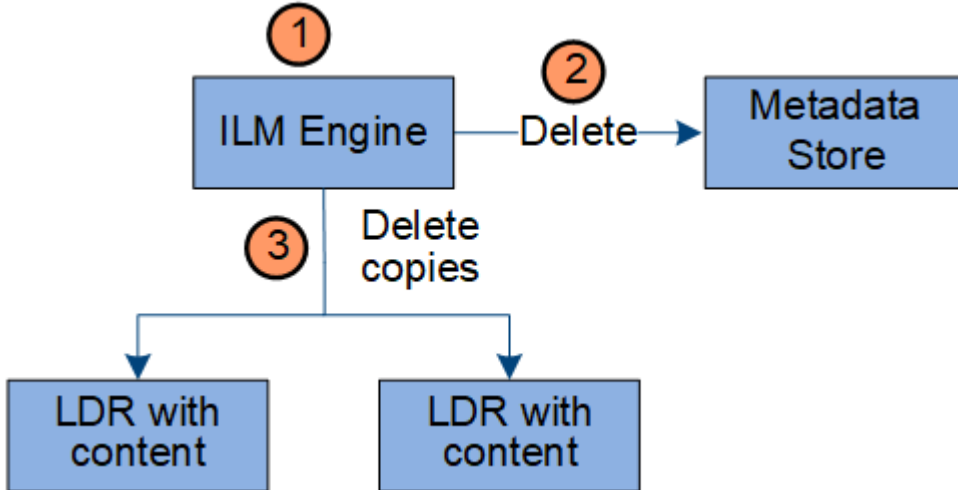 1
2
ILM Engine
Delete
Metadata
Store
3
Delete
copies
LDR with
content
LDR with
content